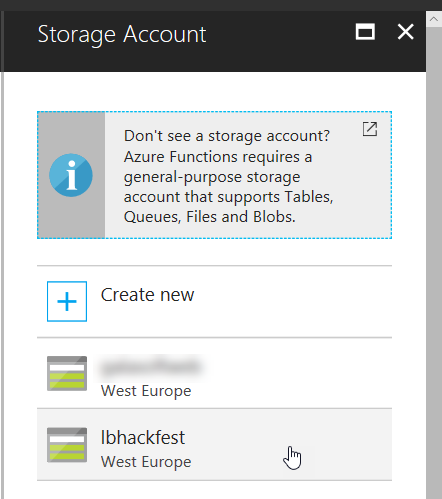 Storage Account
Don't see a storage account?
Azure Functions requires a
general-purpose storage
account that supports Tables,
Queues, Files and Blobs.
Create new
West Europe
lbhackfest
West Europe